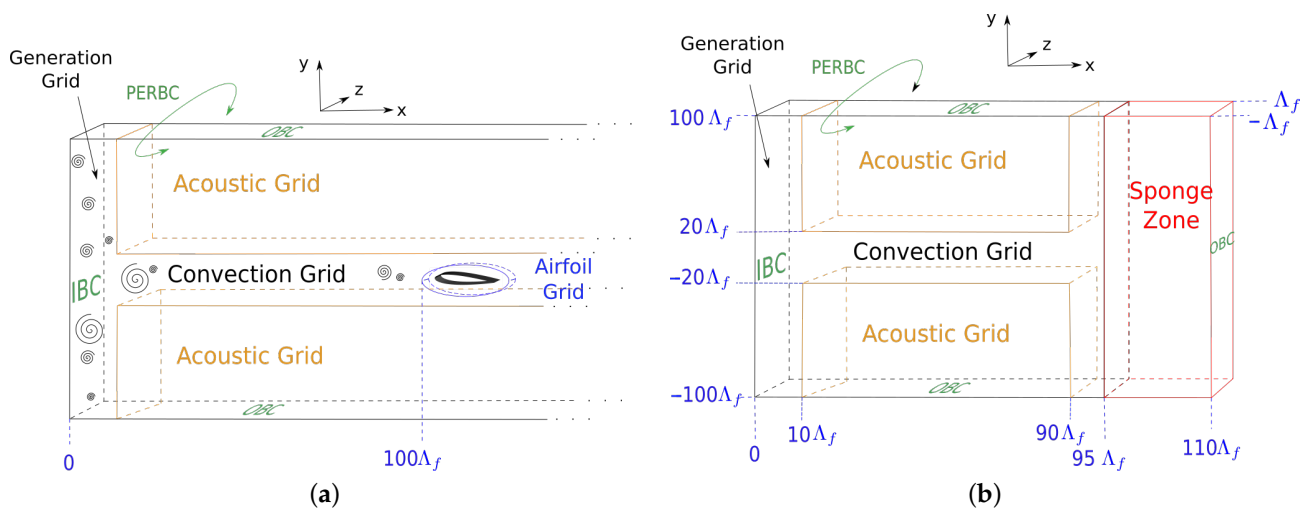 Generation
Grid
PERBC
y
z
x
OBC
Acoustic Grid
IBC
Convection Grid
Airfoil
Grid
Acoustic Grid
OBC
0
100Λf
(a)
Generation
Grid
PERBC
y
z
x
OBC
Λf
−Λf
100Λf
Acoustic Grid
Sponge
Zone
20Λf
IBC
Convection Grid
OBC
−20Λf
Acoustic Grid
OBC
−100Λf
0
10Λf
90Λf
95 Λf
110Λf
(b)